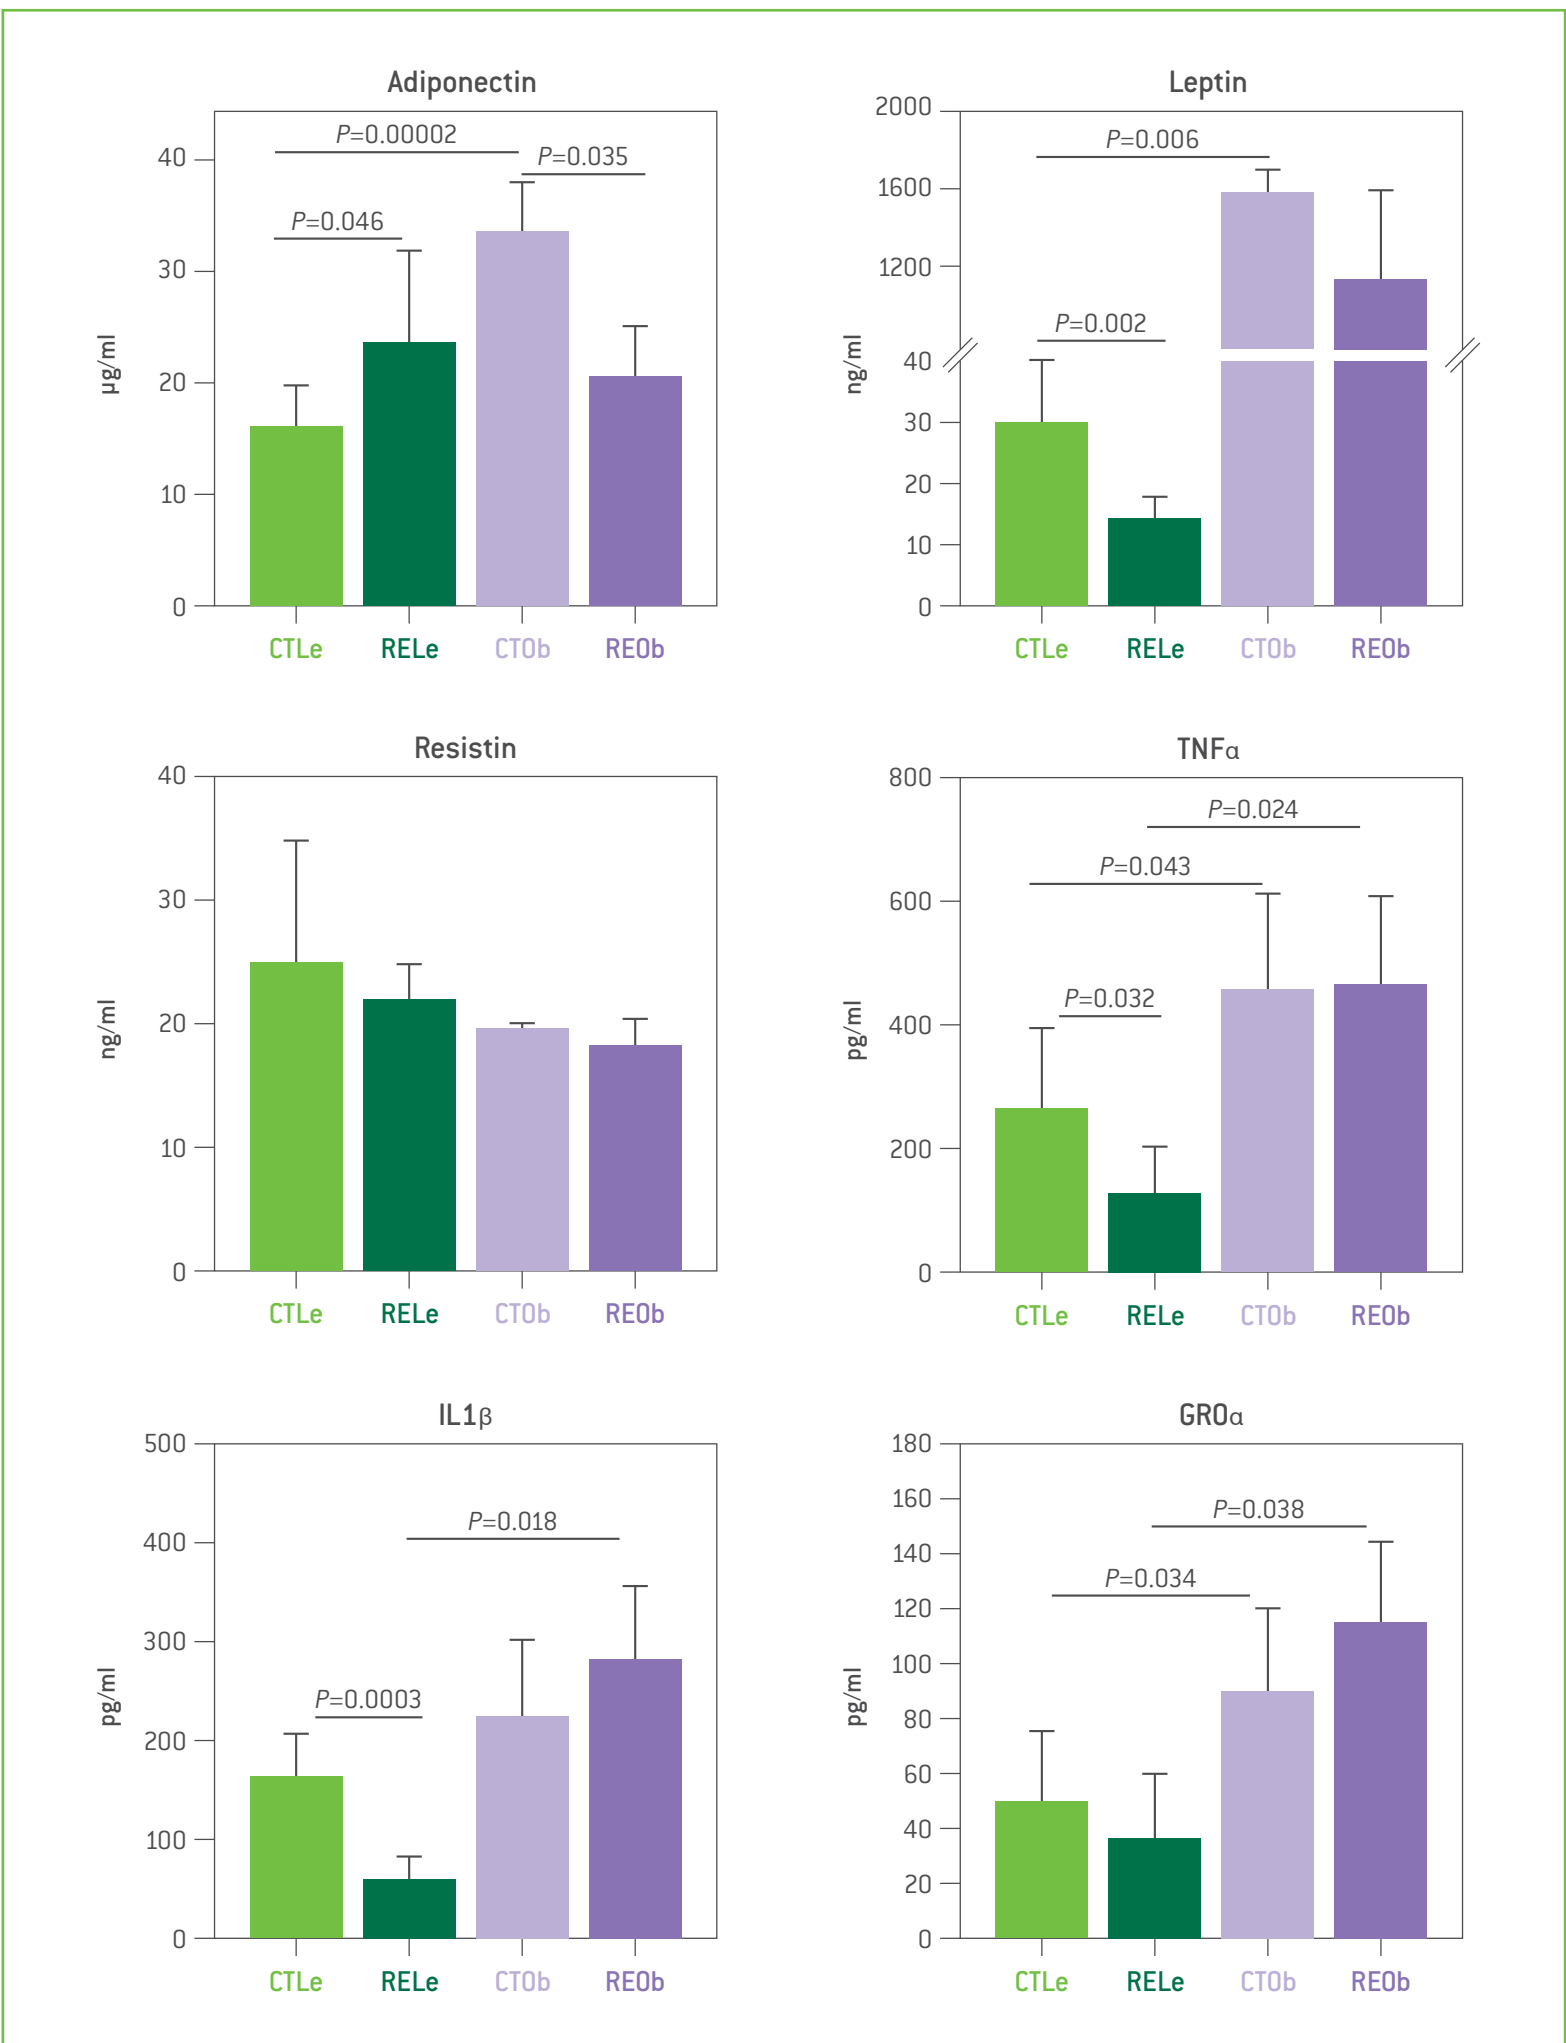 Adiponectin
µg/ml
40
30
20
10
0
P=0.00002
P=0.035
P=0.046
CTLe RELe CTOb REOb
Leptin
ng/ml
2000
1600
1200
40
30
20
10
0
P=0.006
P=0.002
CTLe RELe CTOb REOb
Resistin
ng/ml
40
30
20
10
0
CTLe RELe CTOb REOb
TNFα
pg/ml
800
600
400
200
0
P=0.024
P=0.043
P=0.032
CTLe RELe CTOb REOb
IL1β
pg/ml
500
400
300
200
100
0
P=0.018
P=0.0003
CTLe RELe CTOb REOb
GROα
pg/ml
180
160
140
120
100
80
60
40
20
0
P=0.038
P=0.034
CTLe RELe CTOb REOb